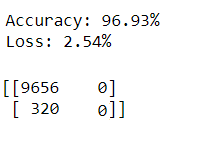 Accuracy: 96.93%
Loss: 2.54%
[[9656 0]
[ 320 0]]